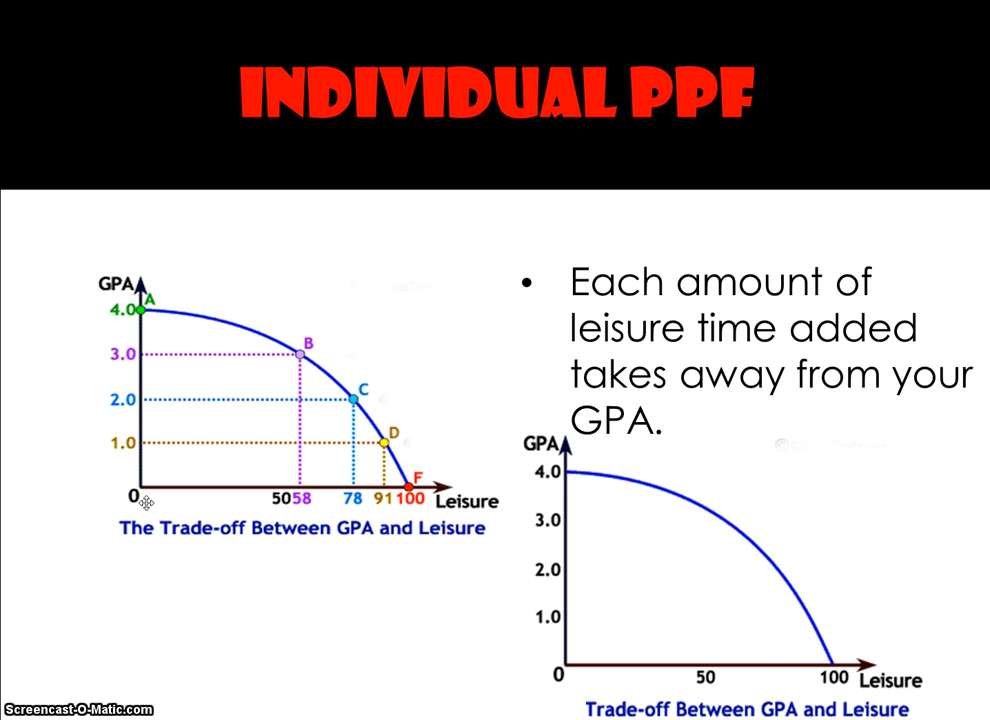 INDIVIDUAL PPF
• Each amount of
leisure time added
takes away from your
GPA.
GPA
A
4.0
B
3.0
C
2.0
D
1.0
F
0
50 58 78 91 100 Leisure
The Trade-off Between GPA and Leisure
GPA
4.0
3.0
2.0
1.0
0 50 100 Leisure
Trade-off Between GPA and Leisure
Screencast-O-Matic.com